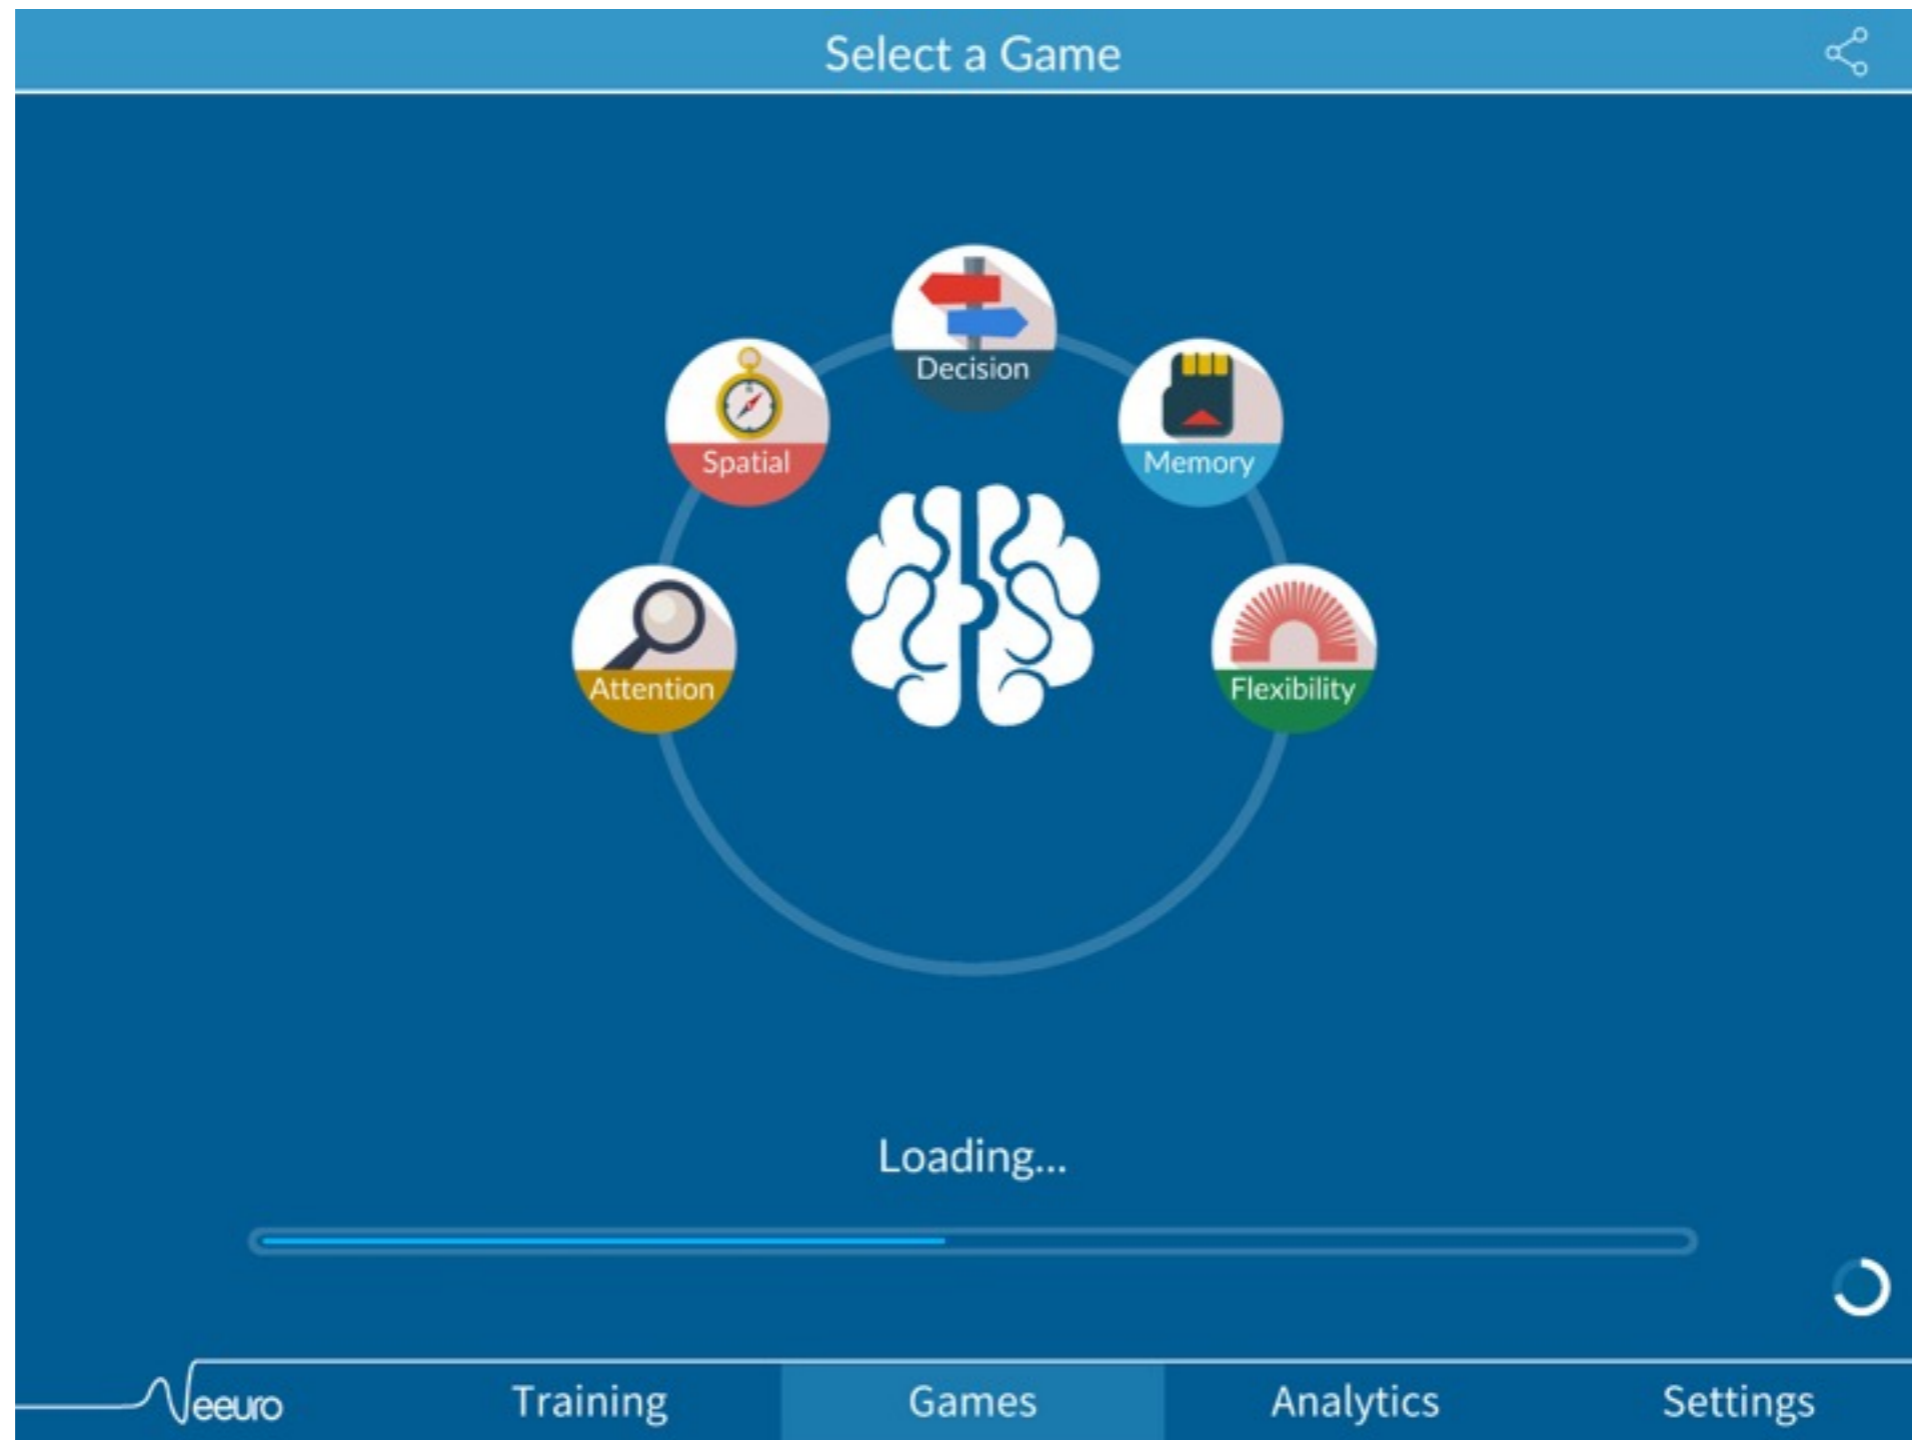 Select a Game
Decision
Spatial
Memory
Attention
Flexibility
Loading...
Neeuro
Training
Games
Analytics
Settings